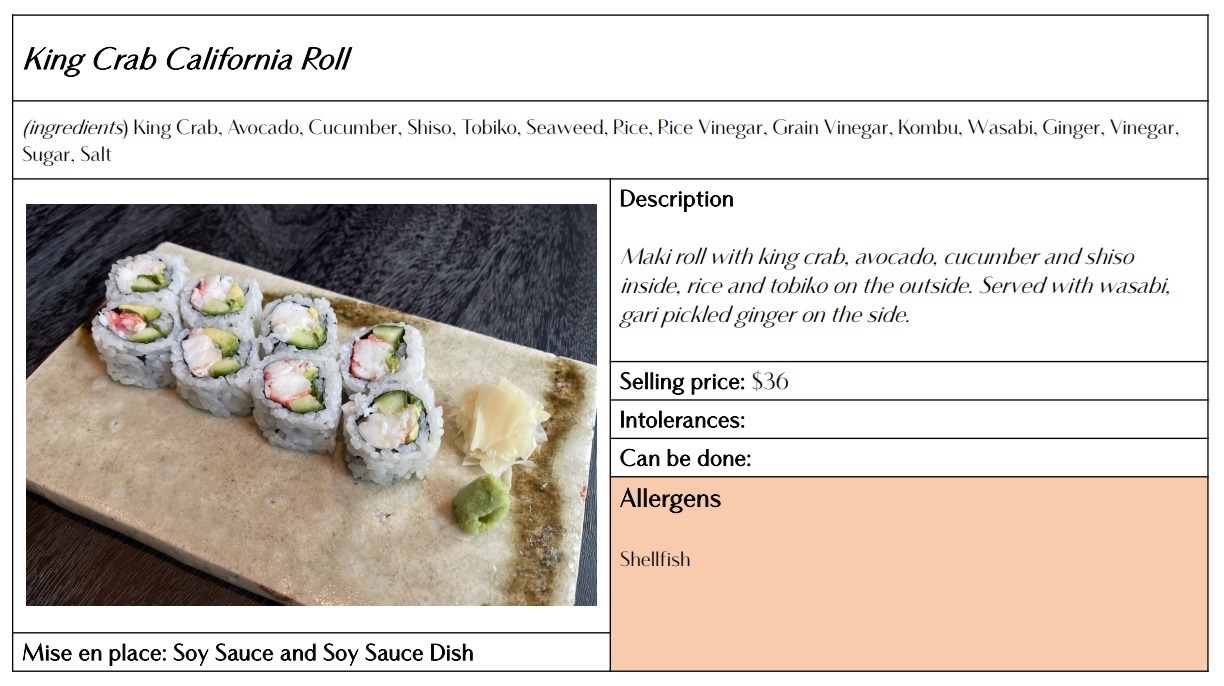 King Crab California Roll
(ingredients) King Crab, Avocado, Cucumber, Shiso, Tobiko, Seaweed, Rice, Rice Vinegar, Grain Vinegar, Kombu, Wasabi, Ginger, Vinegar,
Sugar, Salt
Description
Maki roll with king crab, avocado, cucumber and shiso
inside, rice and tobiko on the outside. Served with wasabi,
gari pickled ginger on the side.
Selling price: $36
Intolerances:
Can be done:
Allergens
Shellfish
Mise en place: Soy Sauce and Soy Sauce Dish